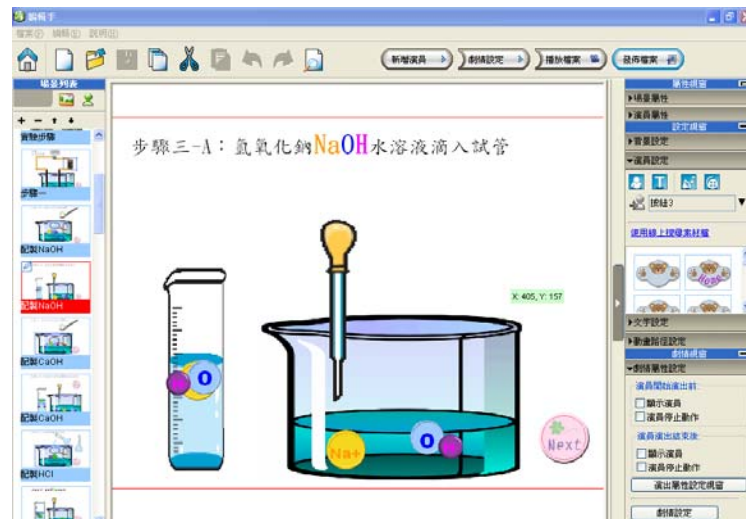 編輯手
檔案(F) 編輯(E) 說明(H)
新增演員
劇情設定
播放檔案
發佈檔案
場景列表
實驗步驟
步驟一
配製NaOH
配製NaOH
配製CaOH
配製CaOH
配製HCl
步驟三-A：氫氧化鈉NaOH水溶液滴入試管
X: 405, Y: 157
O
Na+
O
Next
屬性視窗
場景屬性
演員屬性
設定視窗
背景設定
演員設定
按鈕3
使用線上搜尋素材庫
文字設定
動畫路徑設定
劇情視窗
劇情屬性設定
演員開始演出前
顯示演員
演員停止動作
演員演出結束後
顯示演員
演員停止動作
演出屬性設定視窗
劇情設定